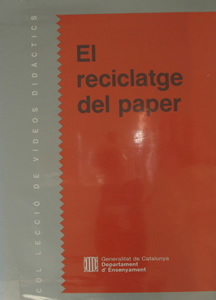 El
reciclatge
del paper
COL·LECCIÓ DE VÍDEOS DIDÀCTICS
Generalitat de Catalunya
Departament
d'Ensenyament